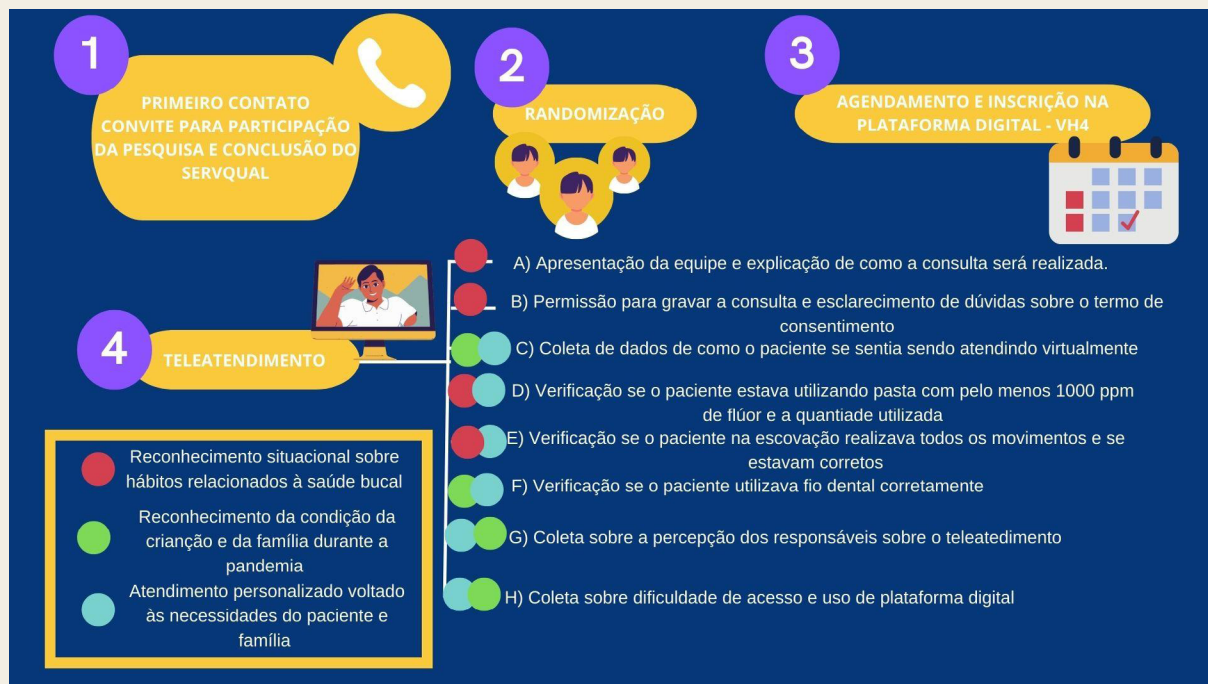 1
PRIMEIRO CONTATO
CONVITE PARA PARTICIPAÇÃO
DA PESQUISA E CONCLUSÃO DO
SERVQUAL
2
RANDOMIZAÇÃO
3
AGENDAMENTO E INSCRIÇÃO NA
PLATAFORMA DIGITAL - VH4
4
TELEATENDIMENTO
A) Apresentação da equipe e explicação de como a consulta será realizada.
B) Permissão para gravar a consulta e esclarecimento de dúvidas sobre o termo de
consentimento
C) Coleta de dados de como o paciente se sentia sendo atendindo virtualmente
D) Verificação se o paciente estava utilizando pasta com pelo menos 1000 ppm
de flúor e a quantiade utilizada
E) Verificação se o paciente na escovação realizava todos os movimentos e se
estavam corretos
F) Verificação se o paciente utilizava fio dental corretamente
G) Coleta sobre a percepção dos responsáveis sobre o teleatedimento
H) Coleta sobre dificuldade de acesso e uso de plataforma digital
Reconhecimento situacional sobre
hábitos relacionados à saúde bucal
Reconhecimento da condição da
crianção e da família durante a
pandemia
Atendimento personalizado voltado
às necessidades do paciente e
família